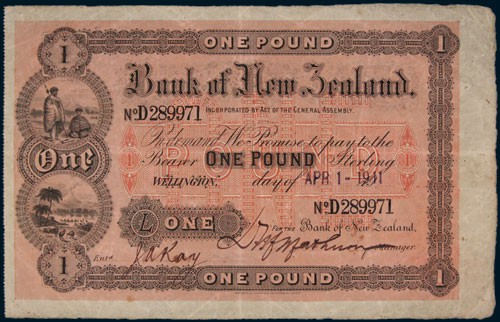 1 ONE POUND 1
Bank of New Zealand.
INCORPORATED BY ACT OF THE GENERAL ASSEMBLY.
No D289971
On demand We Promise to pay to the
One Bearer ONE POUND Sterling
WELLINGTON, day of APR 1 - 1911
No D289971
£ ONE
FOR THE Bank of New Zealand,
Entd. Manager.
1 ONE POUND 1